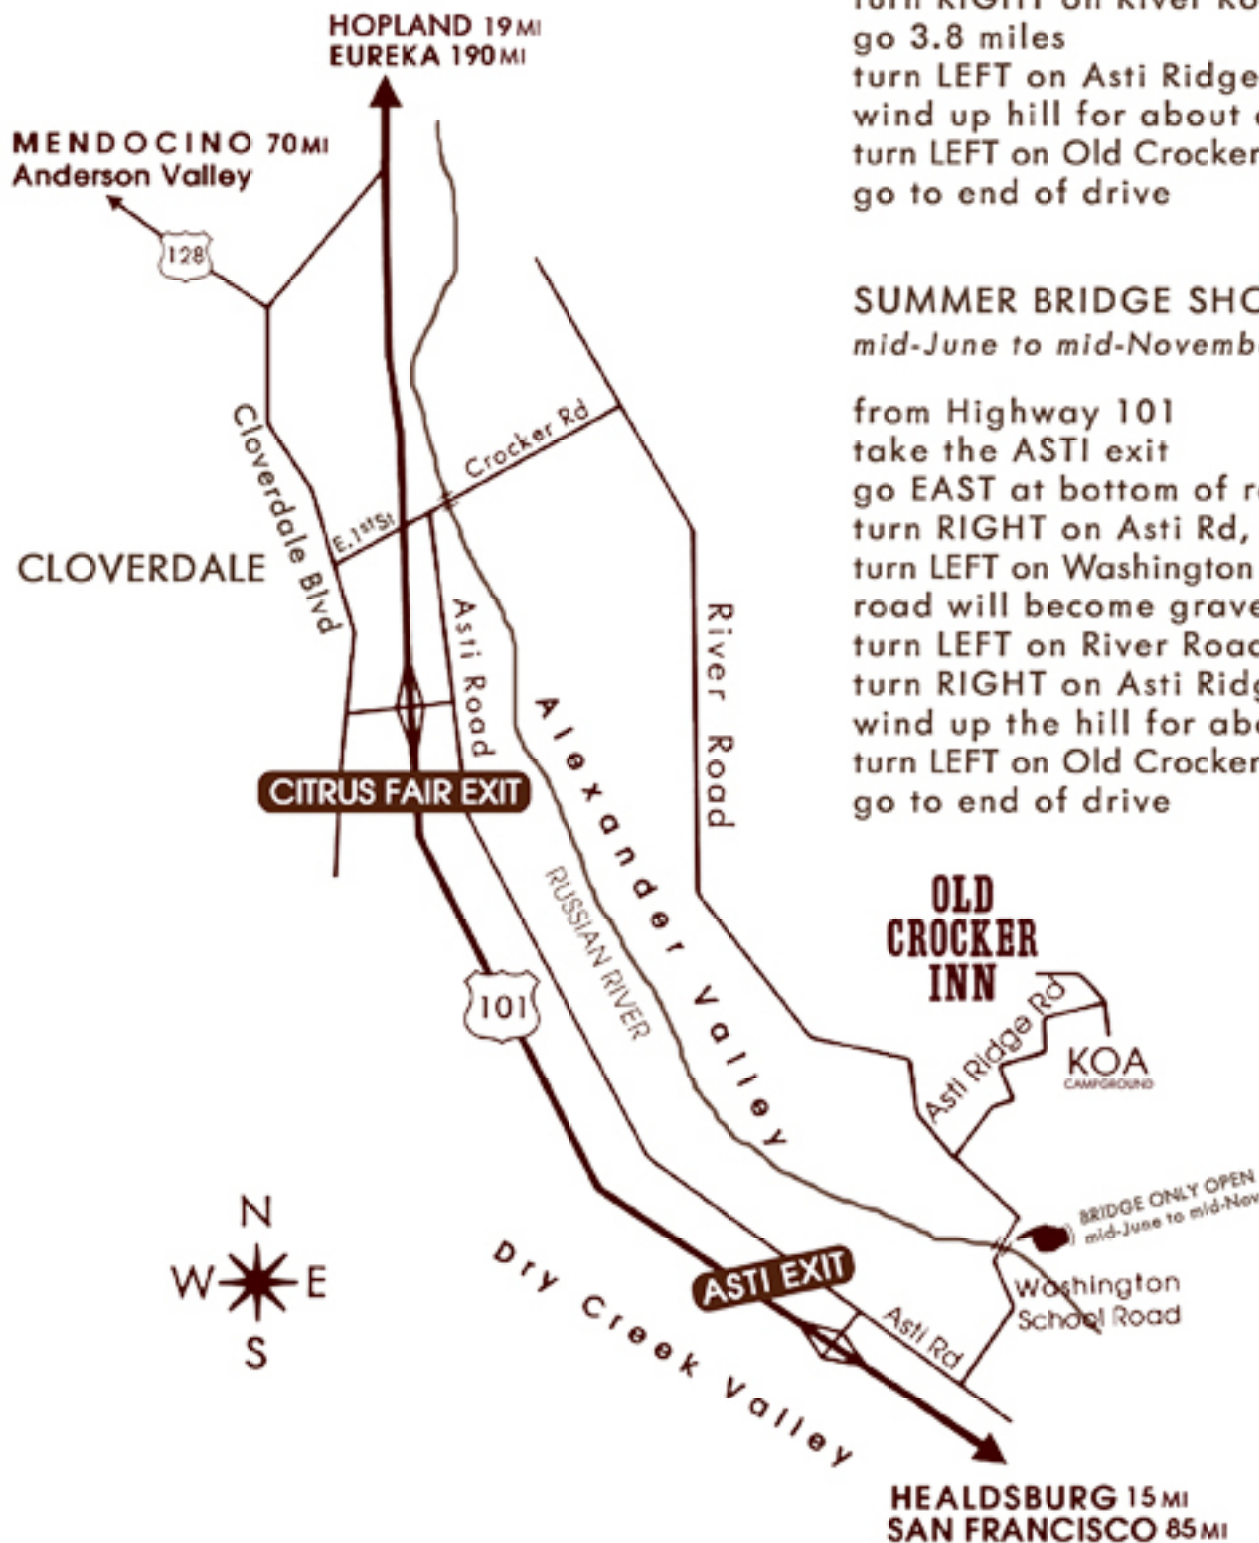 turn RIGHT on River
go 3.8 miles
turn LEFT on Asti Ridge
wind up hill for about
turn LEFT on Old Crocker
go to end of drive
SUMMER BRIDGE
mid-June to mid-Novemb
from Highway 101
take the ASTI exit
go EAST at bottom of
turn RIGHT on Asti Rd,
turn LEFT on Washington
road will become grave
turn LEFT on River Road
turn RIGHT on Asti Ridg
wind up the hill for abo
turn LEFT on Old Crocker
go to end of drive
HOPLAND 19 MI
EUREKA 190 MI
MENDOCINO 70 MI
Anderson Valley
128
Cloverdale Blvd
Crocker Rd
E. 1st St
CLOVERDALE
Asti Road
River Road
CITRUS FAIR EXIT
Alexander Valley
RUSSIAN RIVER
101
OLD
CROCKER
INN
Asti Ridge Rd
KOA
CAMPGROUND
BRIDGE ONLY OPEN
mid-June to mid-Nov
Washington
School Road
N
W E
S
ASTI EXIT
Asti Rd
Dry Creek Valley
HEALDSBURG 15 MI
SAN FRANCISCO 85 MI